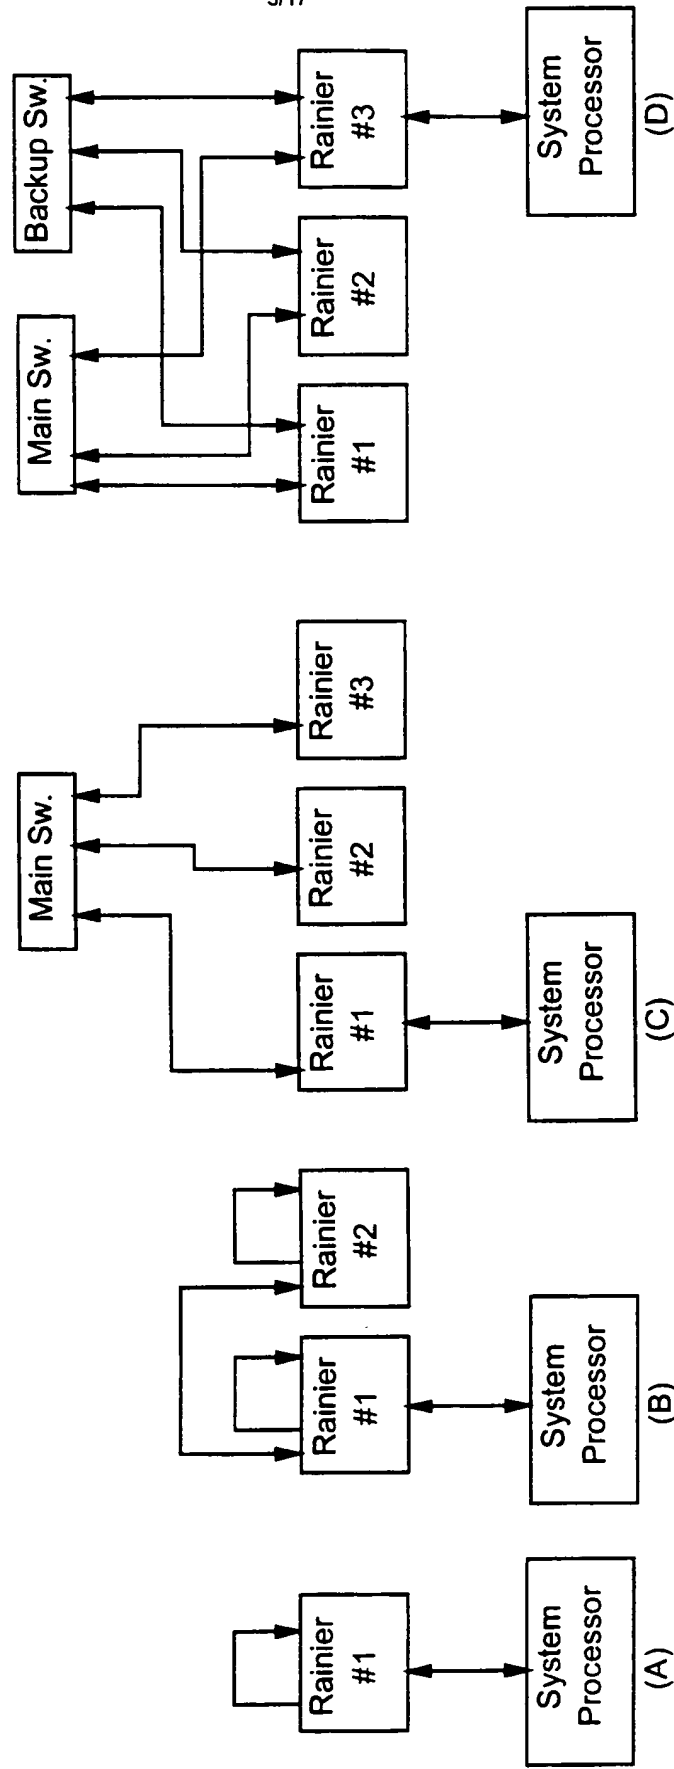 3/17
Rainier
#1
System
Processor
(A)
Rainier
#1
Rainier
#2
System
Processor
(B)
Main Sw.
Rainier
#1
Rainier
#2
Rainier
#3
System
Processor
(C)
Main Sw.
Backup Sw.
Rainier
#1
Rainier
#2
Rainier
#3
System
Processor
(D)